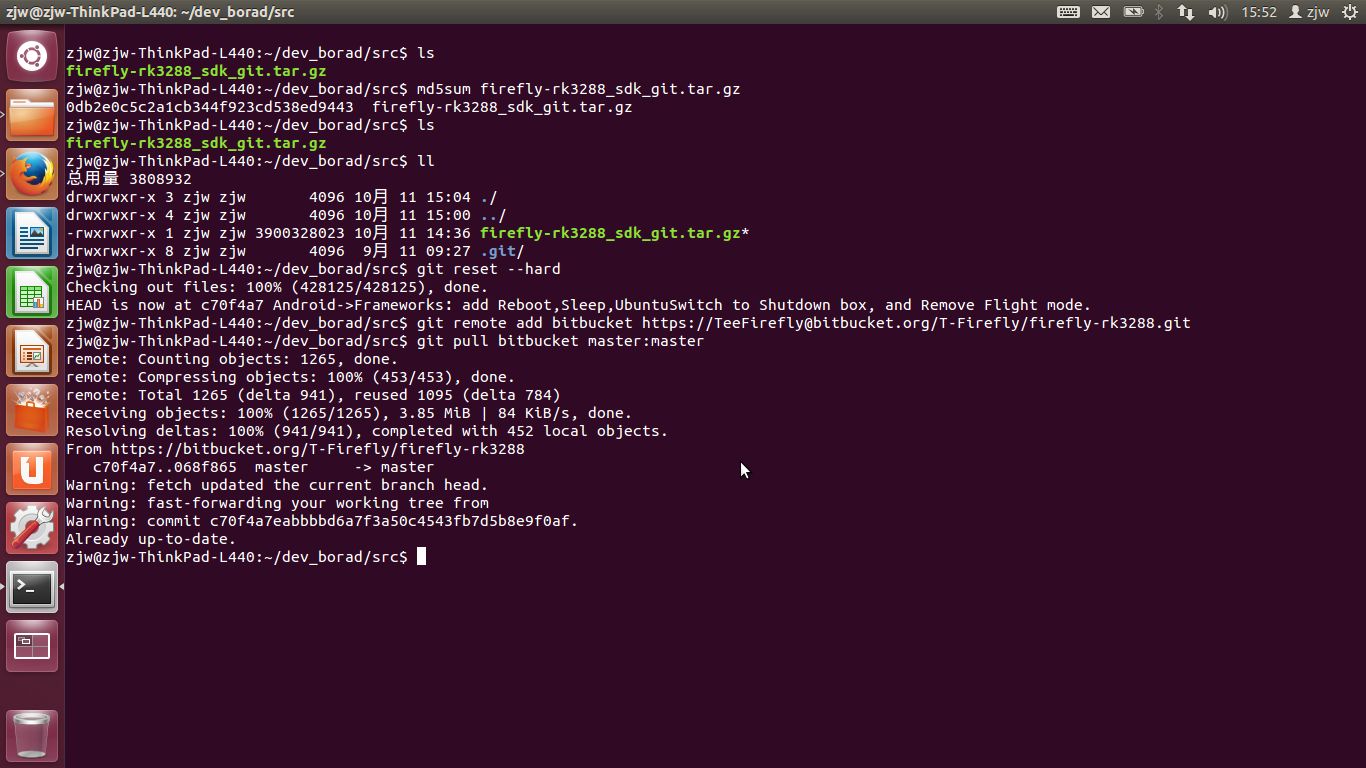 zjw@zjw-ThinkPad-L440: ~/dev_borad/src
15:52 zjw
zjw@zjw-ThinkPad-L440:~/dev_borad/src$ ls
firefly-rk3288_sdk_git.tar.gz
zjw@zjw-ThinkPad-L440:~/dev_borad/src$ md5sum firefly-rk3288_sdk_git.tar.gz
0db2e0c5c2a1cb344f923cd538ed9443  firefly-rk3288_sdk_git.tar.gz
zjw@zjw-ThinkPad-L440:~/dev_borad/src$ ls
firefly-rk3288_sdk_git.tar.gz
zjw@zjw-ThinkPad-L440:~/dev_borad/src$ ll
总用量 3808932
drwxrwxr-x 3 zjw zjw       4096 10月 11 15:04 ./
drwxrwxr-x 4 zjw zjw       4096 10月 11 15:00 ../
-rwxrwxr-x 1 zjw zjw 3900328023 10月 11 14:36 firefly-rk3288_sdk_git.tar.gz*
drwxrwxr-x 8 zjw zjw       4096  9月 11 09:27 .git/
zjw@zjw-ThinkPad-L440:~/dev_borad/src$ git reset --hard
Checking out files: 100% (428125/428125), done.
HEAD is now at c70f4a7 Android->Frameworks: add Reboot,Sleep,UbuntuSwitch to Shutdown box, and Remove Flight mode.
zjw@zjw-ThinkPad-L440:~/dev_borad/src$ git remote add bitbucket https://TeeFirefly@bitbucket.org/T-Firefly/firefly-rk3288.git
zjw@zjw-ThinkPad-L440:~/dev_borad/src$ git pull bitbucket master:master
remote: Counting objects: 1265, done.
remote: Compressing objects: 100% (453/453), done.
remote: Total 1265 (delta 941), reused 1095 (delta 784)
Receiving objects: 100% (1265/1265), 3.85 MiB | 84 KiB/s, done.
Resolving deltas: 100% (941/941), completed with 452 local objects.
From https://bitbucket.org/T-Firefly/firefly-rk3288
   c70f4a7..068f865  master     -> master
Warning: fetch updated the current branch head.
Warning: fast-forwarding your working tree from
Warning: commit c70f4a7eabbbbd6a7f3a50c4543fb7d5b8e9f0af.
Already up-to-date.
zjw@zjw-ThinkPad-L440:~/dev_borad/src$